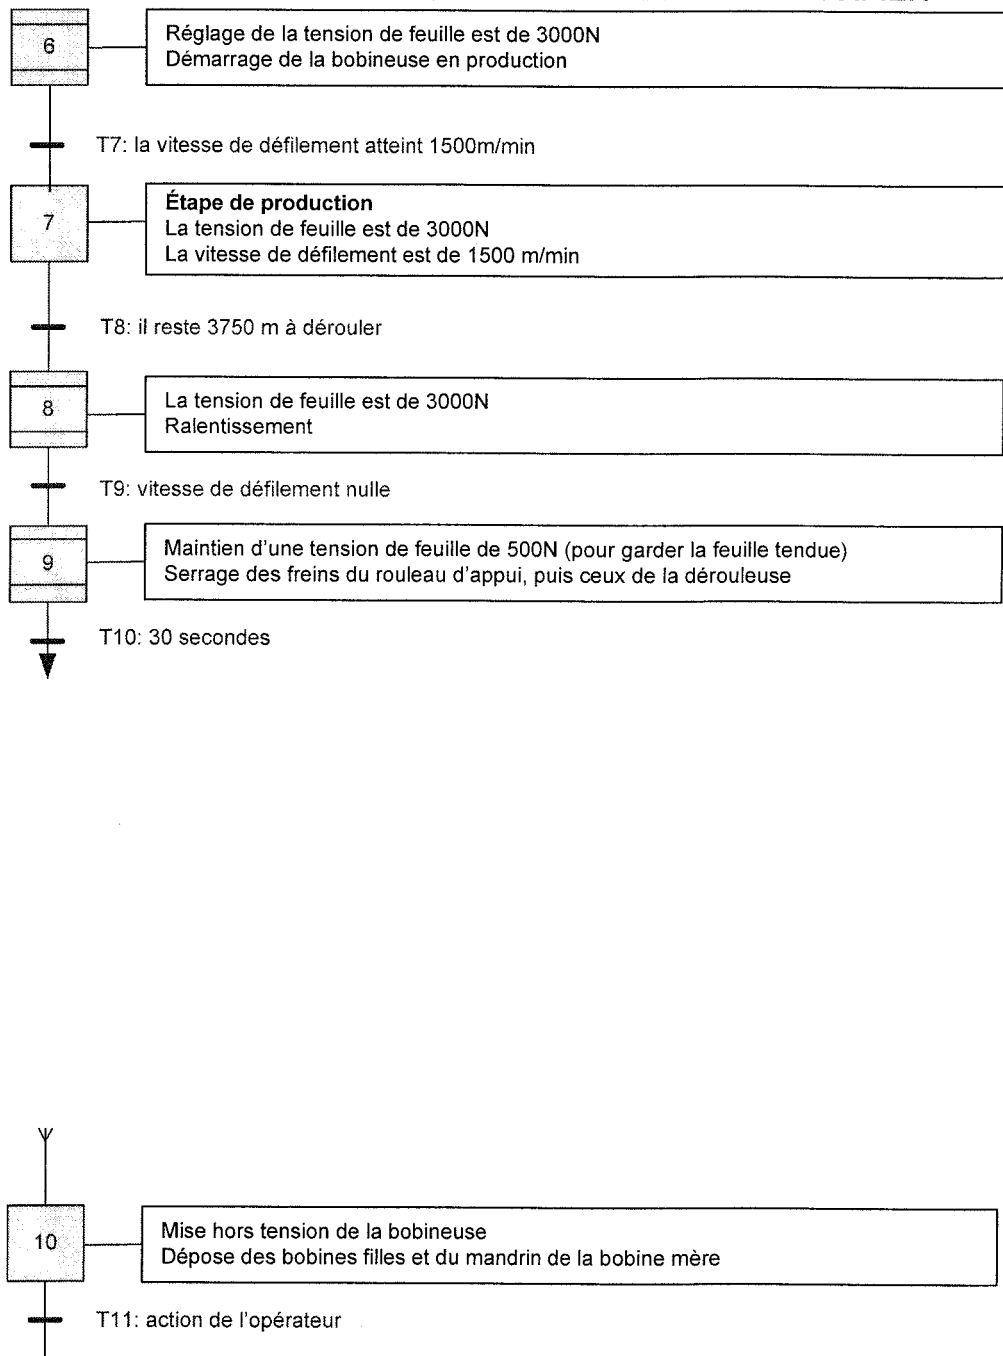 6
Réglage de la tension de feuille est de 3000N
Démarrage de la bobineuse en production
T7: la vitesse de défilement atteint 1500m/min
7
Étape de production
La tension de feuille est de 3000N
La vitesse de défilement est de 1500 m/min
T8: il reste 3750 m à dérouler
8
La tension de feuille est de 3000N
Ralentissement
T9: vitesse de défilement nulle
9
Maintien d'une tension de feuille de 500N (pour garder la feuille tendue)
Serrage des freins du rouleau d'appui, puis ceux de la dérouleuse
T10: 30 secondes
10
Mise hors tension de la bobineuse
Dépose des bobines filles et du mandrin de la bobine mère
T11: action de l'opérateur